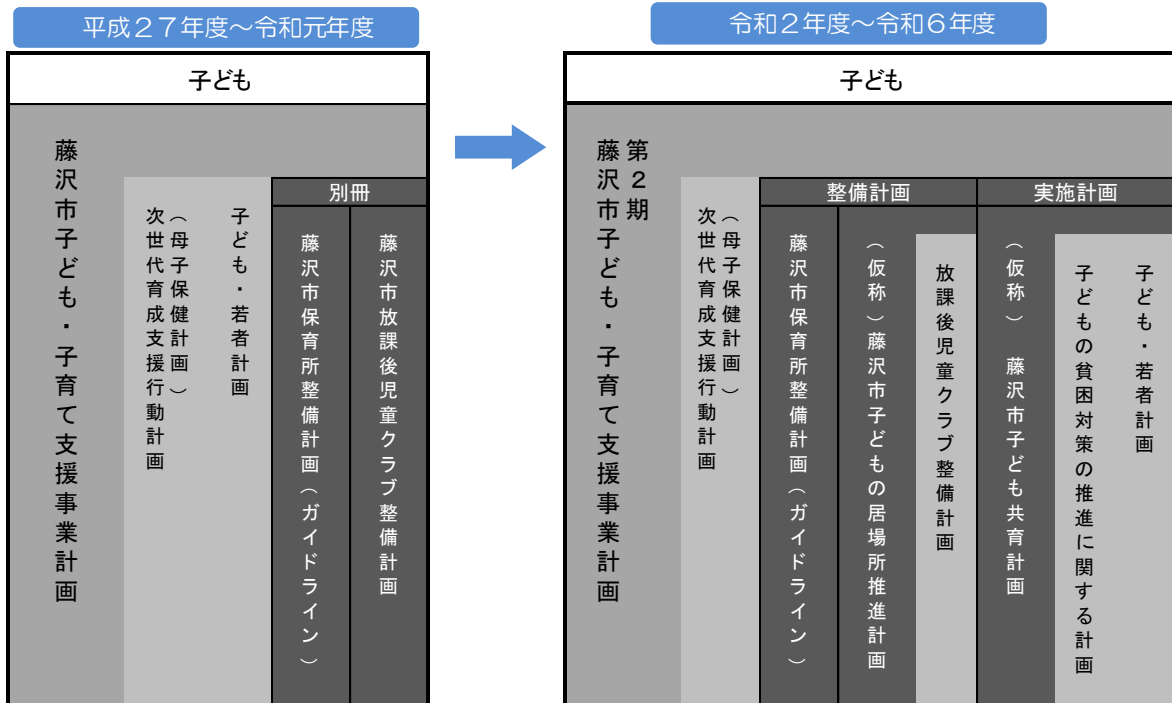 平成２７年度～令和元年度
子ども
藤沢市子ども・子育て支援事業計画
次世代育成支援行動計画
（母子保健計画）
子ども・若者計画
別冊
藤沢市保育所整備計画（ガイドライン）
藤沢市放課後児童クラブ整備計画
令和２年度～令和６年度
子ども
第２期
藤沢市子ども・子育て支援事業計画
次世代育成支援行動計画
（母子保健計画）
整備計画
藤沢市保育所整備計画（ガイドライン）
（仮称）藤沢市子どもの居場所推進計画
放課後児童クラブ整備計画
実施計画
（仮称）　藤沢市子ども共育計画
子どもの貧困対策の推進に関する計画
子ども・若者計画